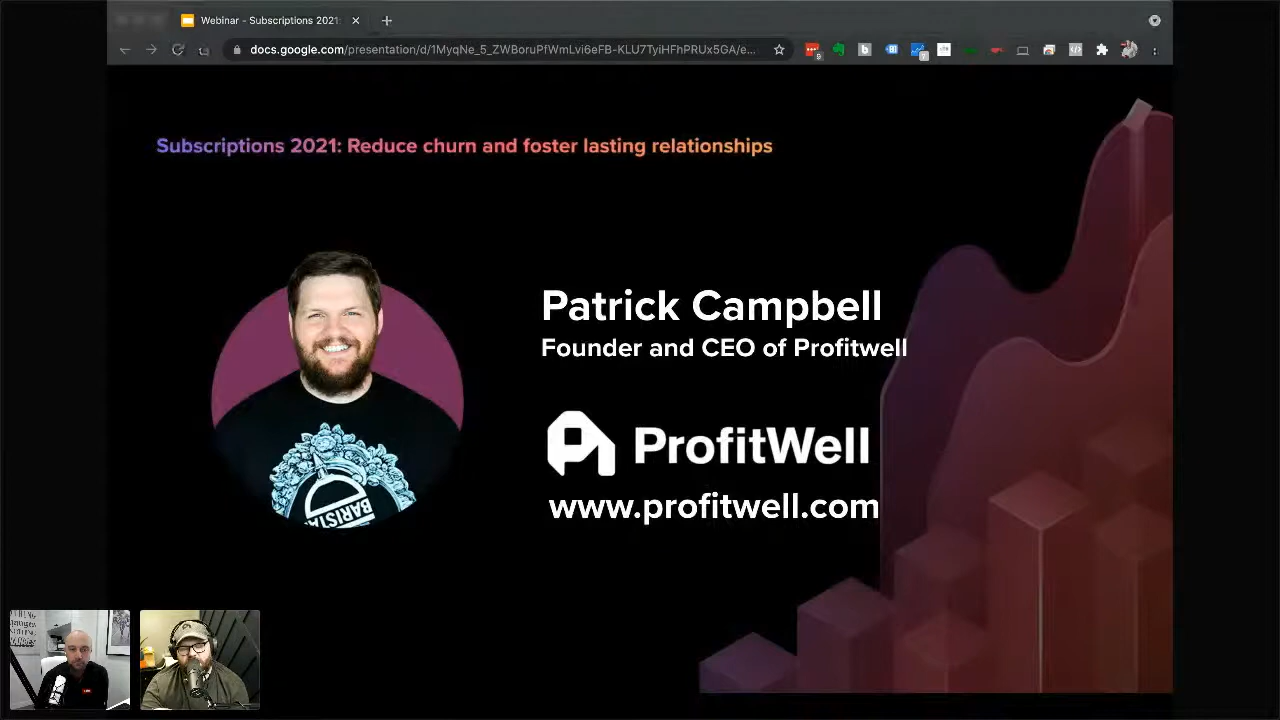 Webinar - Subscriptions 2021
docs.google.com/presentation/d/1MyqNe_5_ZWBoruPfWmLvi6eFB-KLU7TyiHFhPRUx5GA/e...
Subscriptions 2021: Reduce churn and foster lasting relationships
Patrick Campbell
Founder and CEO of Profitwell
ProfitWell
www.profitwell.com
BARISTA